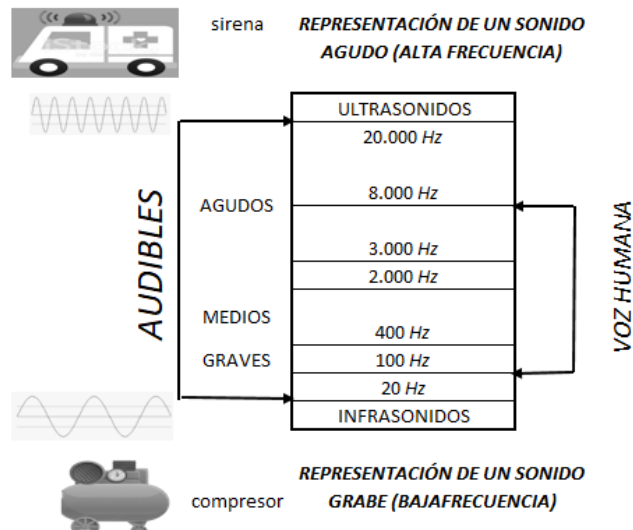 sirena
REPRESENTACIÓN DE UN SONIDO
AGUDO (ALTA FRECUENCIA)
ULTRASONIDOS
20.000 Hz
AUDIBLES
AGUDOS
8.000 Hz
3.000 Hz
2.000 Hz
VOZ HUMANA
MEDIOS
400 Hz
GRAVES
100 Hz
20 Hz
INFRASONIDOS
compresor
REPRESENTACIÓN DE UN SONIDO
GRABE (BAJAFRECUENCIA)